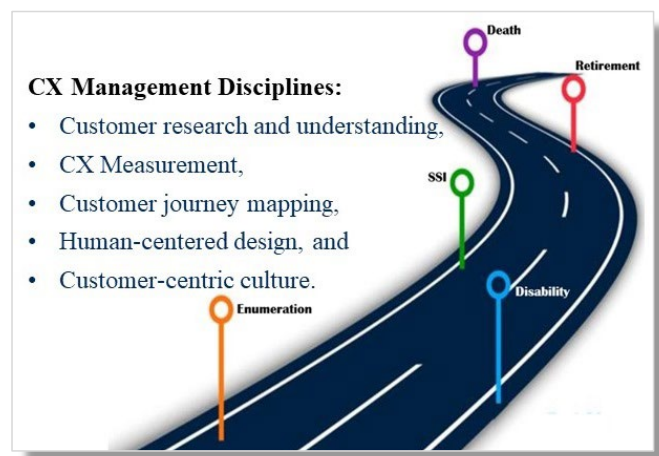 CX Management Disciplines:
• Customer research and understanding,
• CX Measurement,
• Customer journey mapping,
• Human-centered design, and
• Customer-centric culture.
Death
Retirement
SSI
Disability
Enumeration